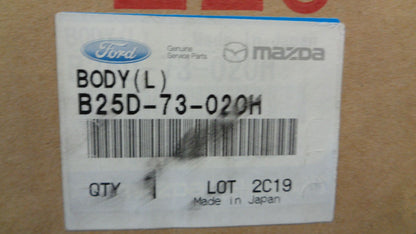 Ford Genuine Service Parts mazda
BODY(L)
B25D-73-020H
QTY 1 LOT 2C19
Made in Japan